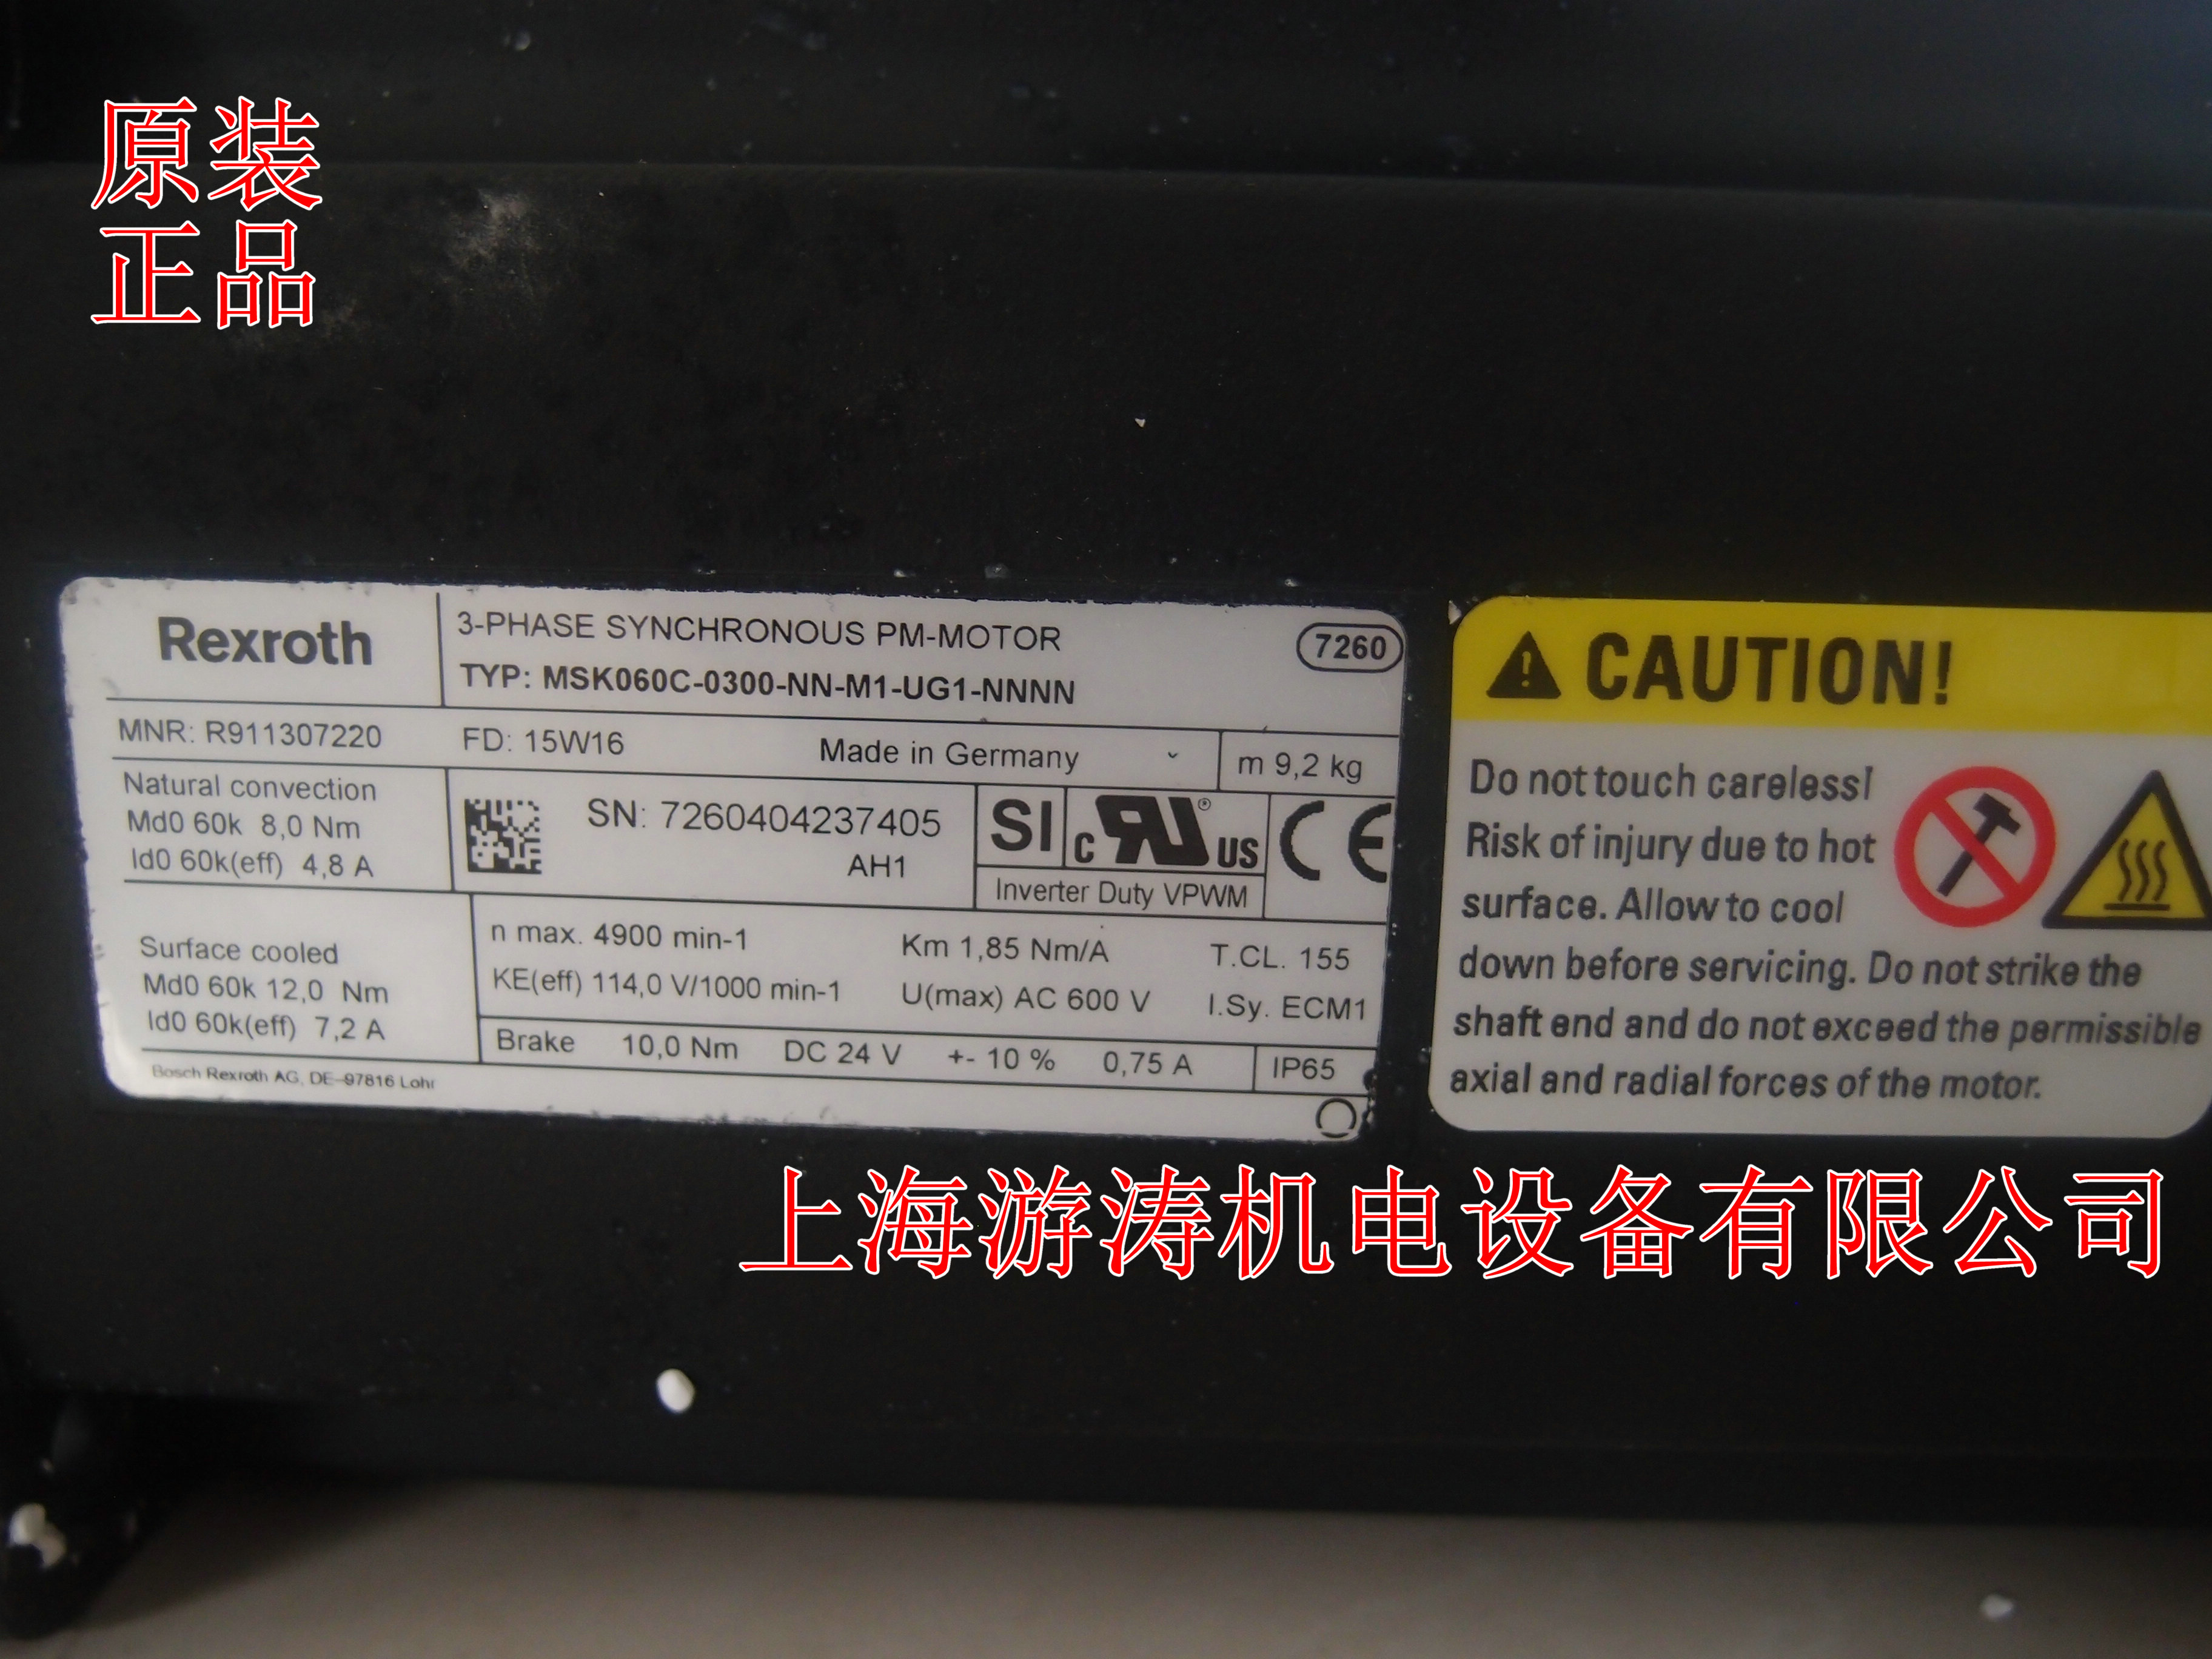 原装
正品
Rexroth
3-PHASE SYNCHRONOUS PM-MOTOR
7260
TYP: MSK060C-0300-NN-M1-UG1-NNNN
MNR: R911307220 FD: 15W16 Made in Germany m 9,2 kg
Natural convection
Md0 60k 8,0 Nm
Id0 60k(eff) 4,8 A
SN: 7260404237405
AH1
SI c RU ® US CE
Inverter Duty VPWM
Surface cooled
Md0 60k 12,0 Nm
Id0 60k(eff) 7,2 A
n max. 4900 min-1 Km 1,85 Nm/A T.CL. 155
KE(eff) 114,0 V/1000 min-1 U(max) AC 600 V I.Sy. ECM1
Brake 10,0 Nm DC 24 V +- 10 % 0,75 A IP65
Bosch Rexroth AG, DE-97816 Lohr
CAUTION!
Do not touch careless!
Risk of injury due to hot
surface. Allow to cool
down before servicing. Do not strike the
shaft end and do not exceed the permissible
axial and radial forces of the motor.
上海游涛机电设备有限公司